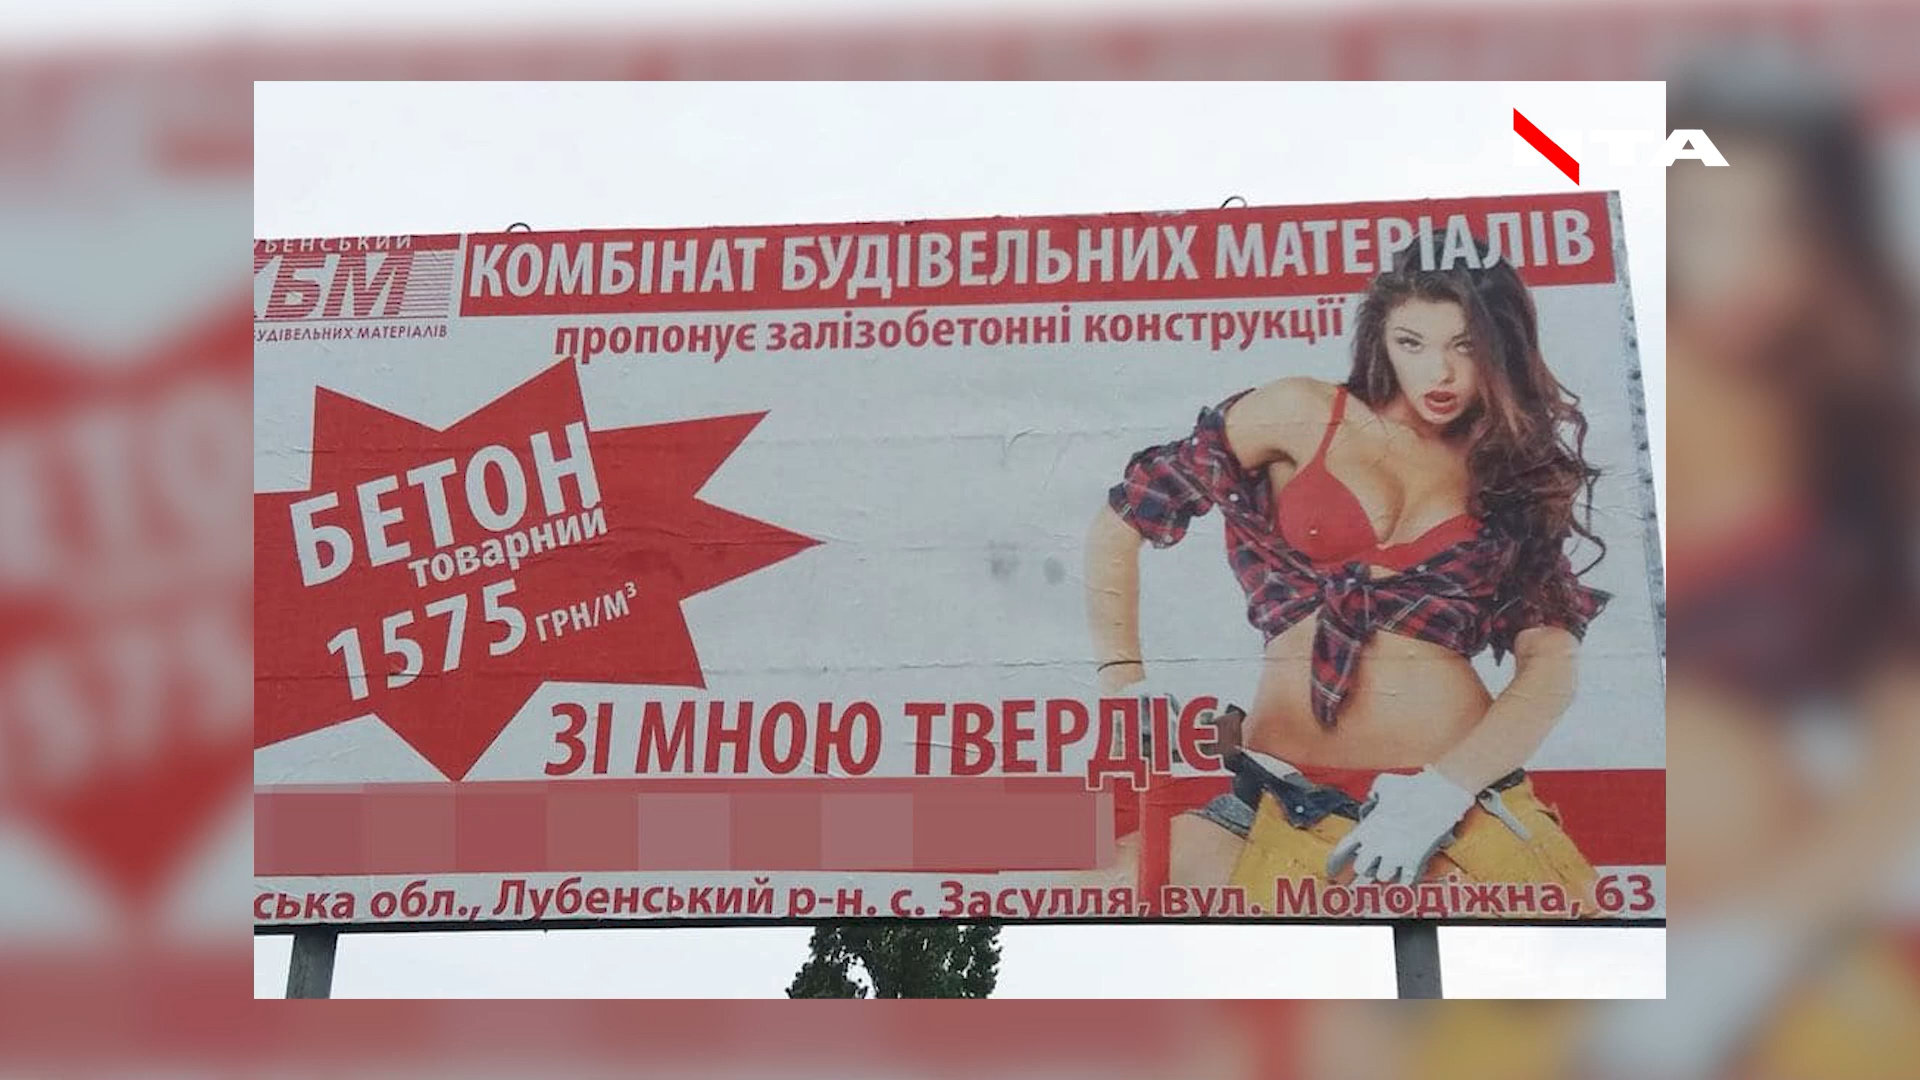 NTA
КОМБІНАТ БУДІВЕЛЬНИХ МАТЕРІАЛІВ
КБМ
БУДІВЕЛЬНИХ МАТЕРІАЛІВ
пропонує залізобетонні конструкції
БЕТОН
товарний
1575 ГРН/М³
ЗІ МНОЮ ТВЕРДІЄ
ська обл., Лубенський р-н. с. Засулля, вул. Молодіжна, 63